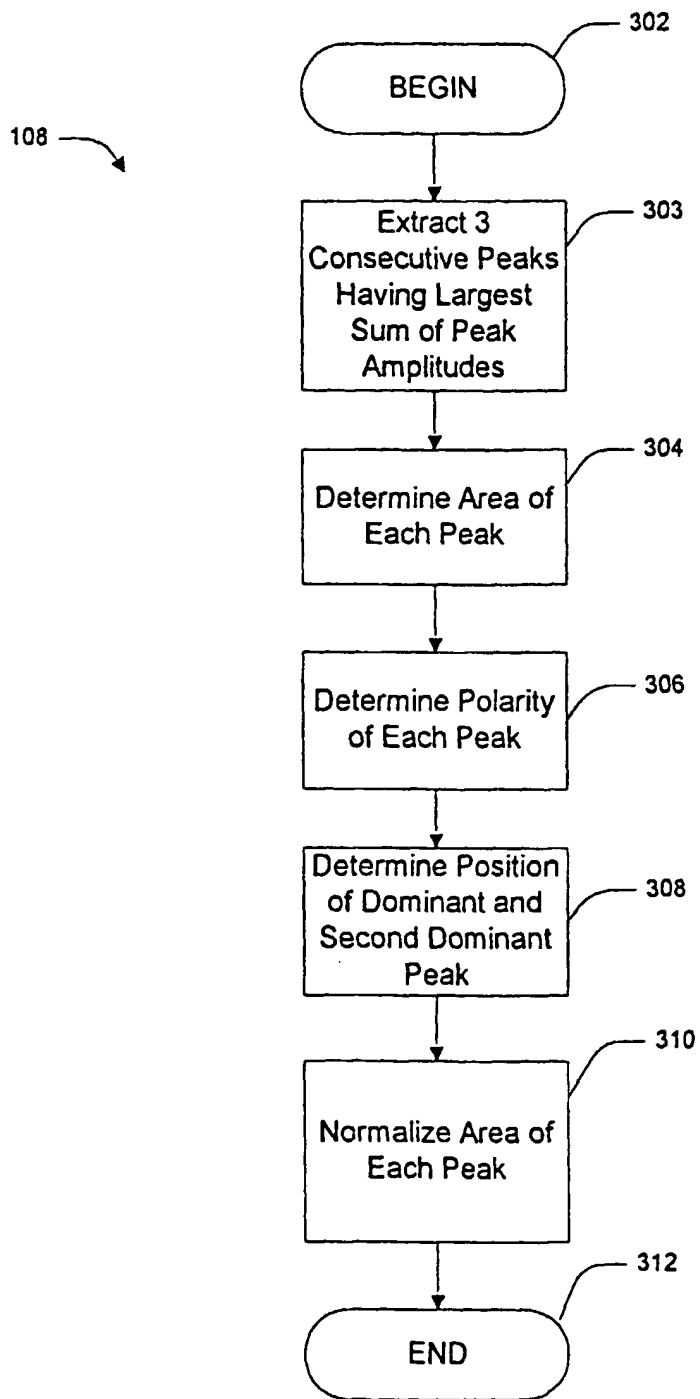 302
BEGIN
108
303
Extract 3
Consecutive Peaks
Having Largest
Sum of Peak
Amplitudes
304
Determine Area of
Each Peak
306
Determine Polarity
of Each Peak
308
Determine Position
of Dominant and
Second Dominant
Peak
310
Normalize Area of
Each Peak
312
END